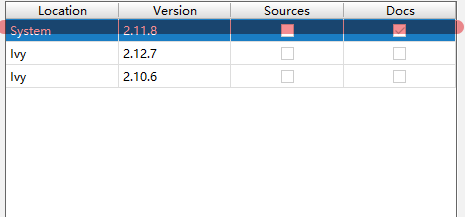 Location Version Sources Docs
System 2.11.8
Ivy 2.12.7
Ivy 2.10.6